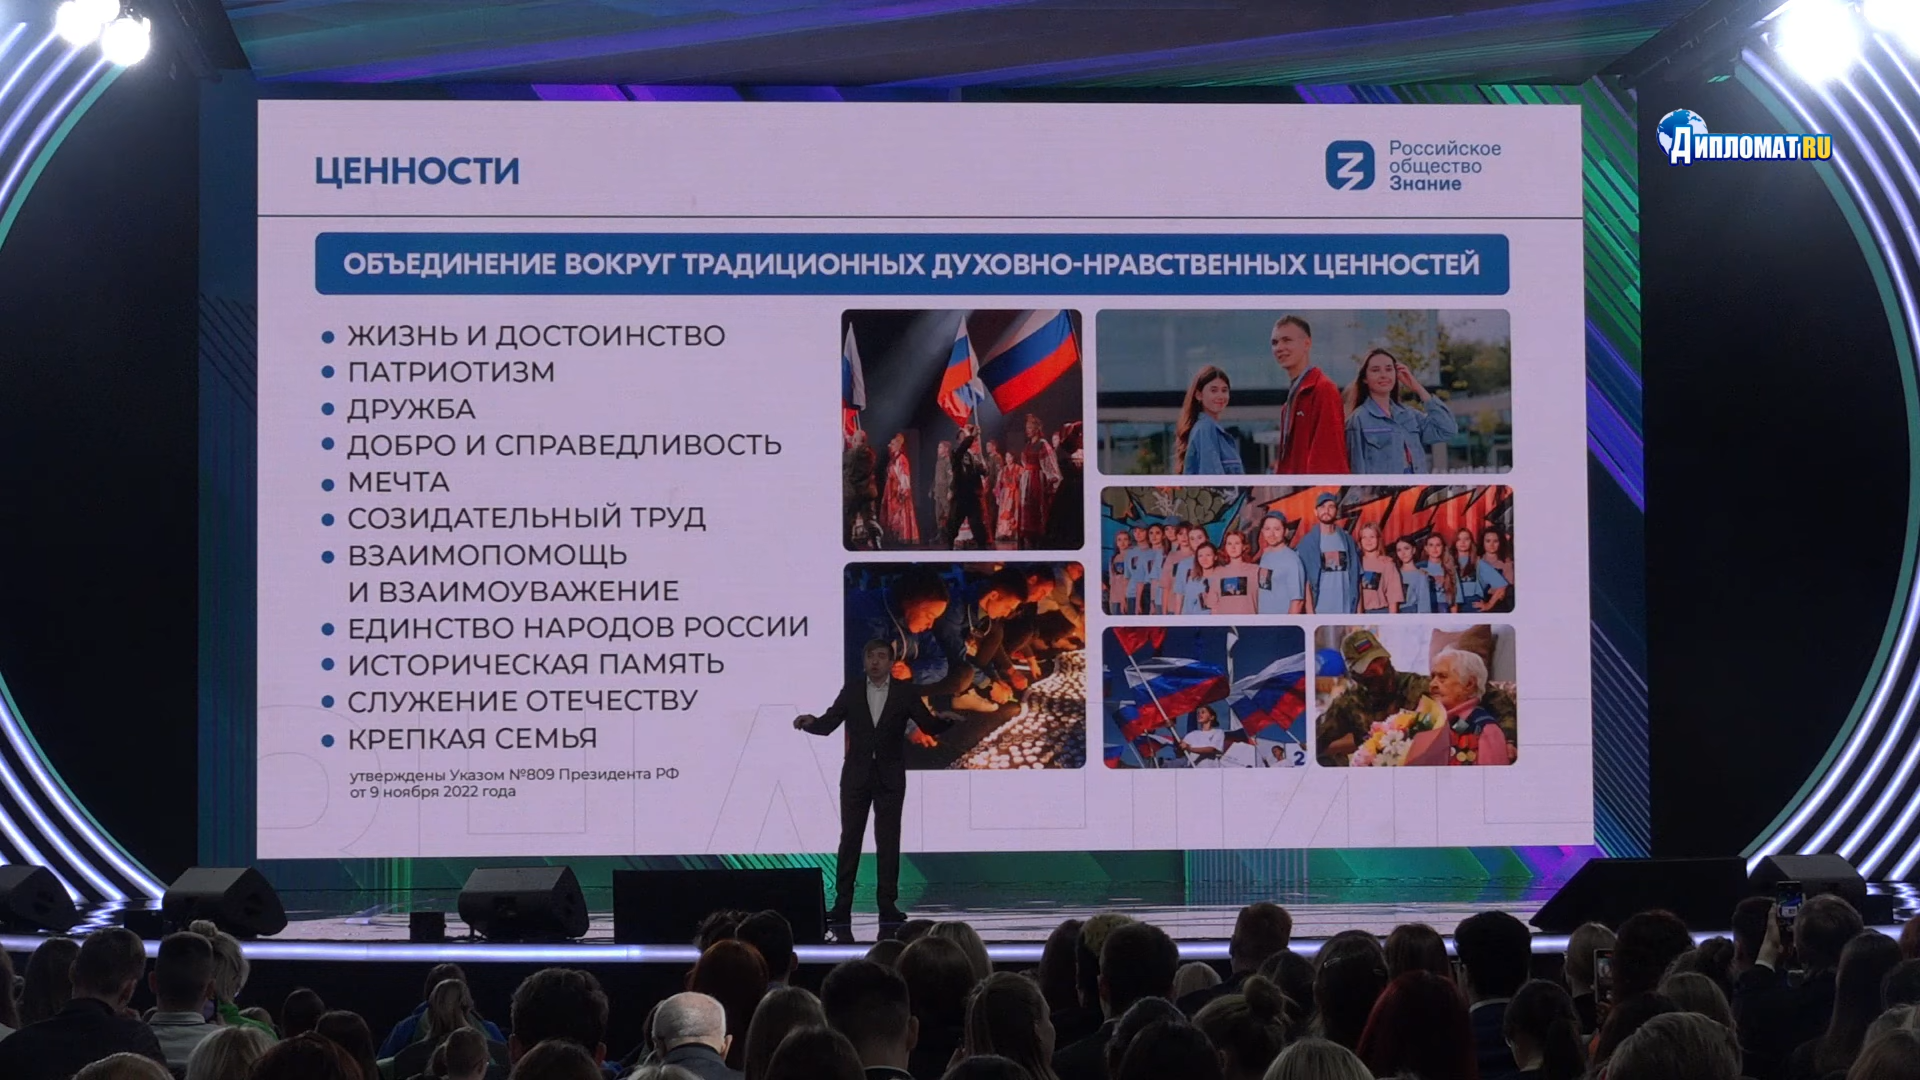 ДИПЛОМАТ RU
ЦЕННОСТИ
Российское
общество
Знание
ОБЪЕДИНЕНИЕ ВОКРУГ ТРАДИЦИОННЫХ ДУХОВНО-НРАВСТВЕННЫХ ЦЕННОСТЕЙ
• ЖИЗНЬ И ДОСТОИНСТВО
• ПАТРИОТИЗМ
• ДРУЖБА
• ДОБРО И СПРАВЕДЛИВОСТЬ
• МЕЧТА
• СОЗИДАТЕЛЬНЫЙ ТРУД
• ВЗАИМОПОМОЩЬ
И ВЗАИМОУВАЖЕНИЕ
• ЕДИНСТВО НАРОДОВ РОССИИ
• ИСТОРИЧЕСКАЯ ПАМЯТЬ
• СЛУЖЕНИЕ ОТЕЧЕСТВУ
• КРЕПКАЯ СЕМЬЯ
утверждены Указом №809 Президента РФ
от 9 ноября 2022 года